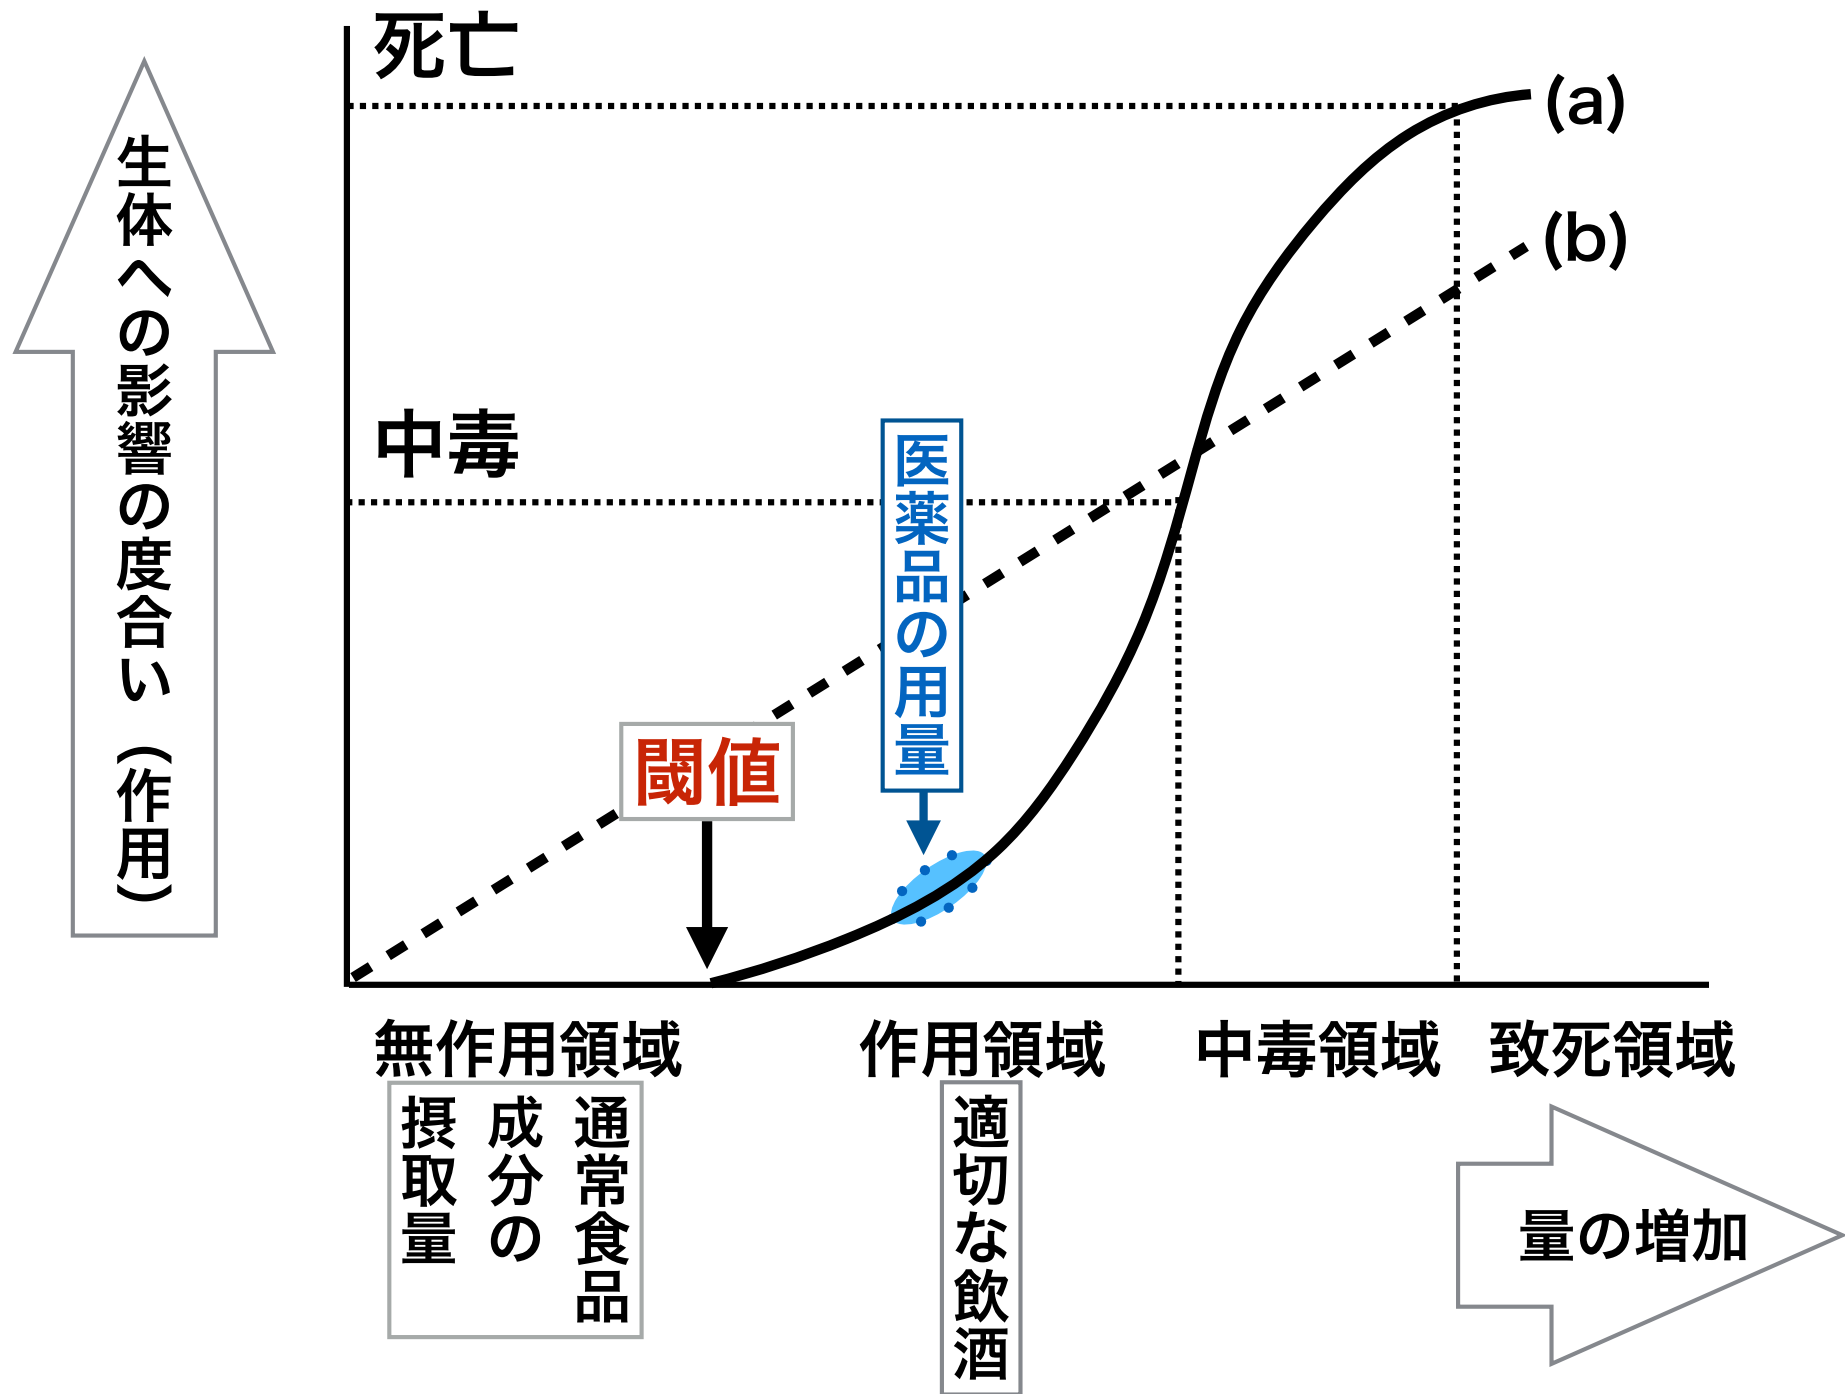 死亡
(a)
(b)
中毒
生体への影響の度合い（作用）
医薬品の用量
閾値
無作用領域
作用領域
中毒領域
致死領域
通常食品
成分の
摂取量
適切な飲酒
量の増加